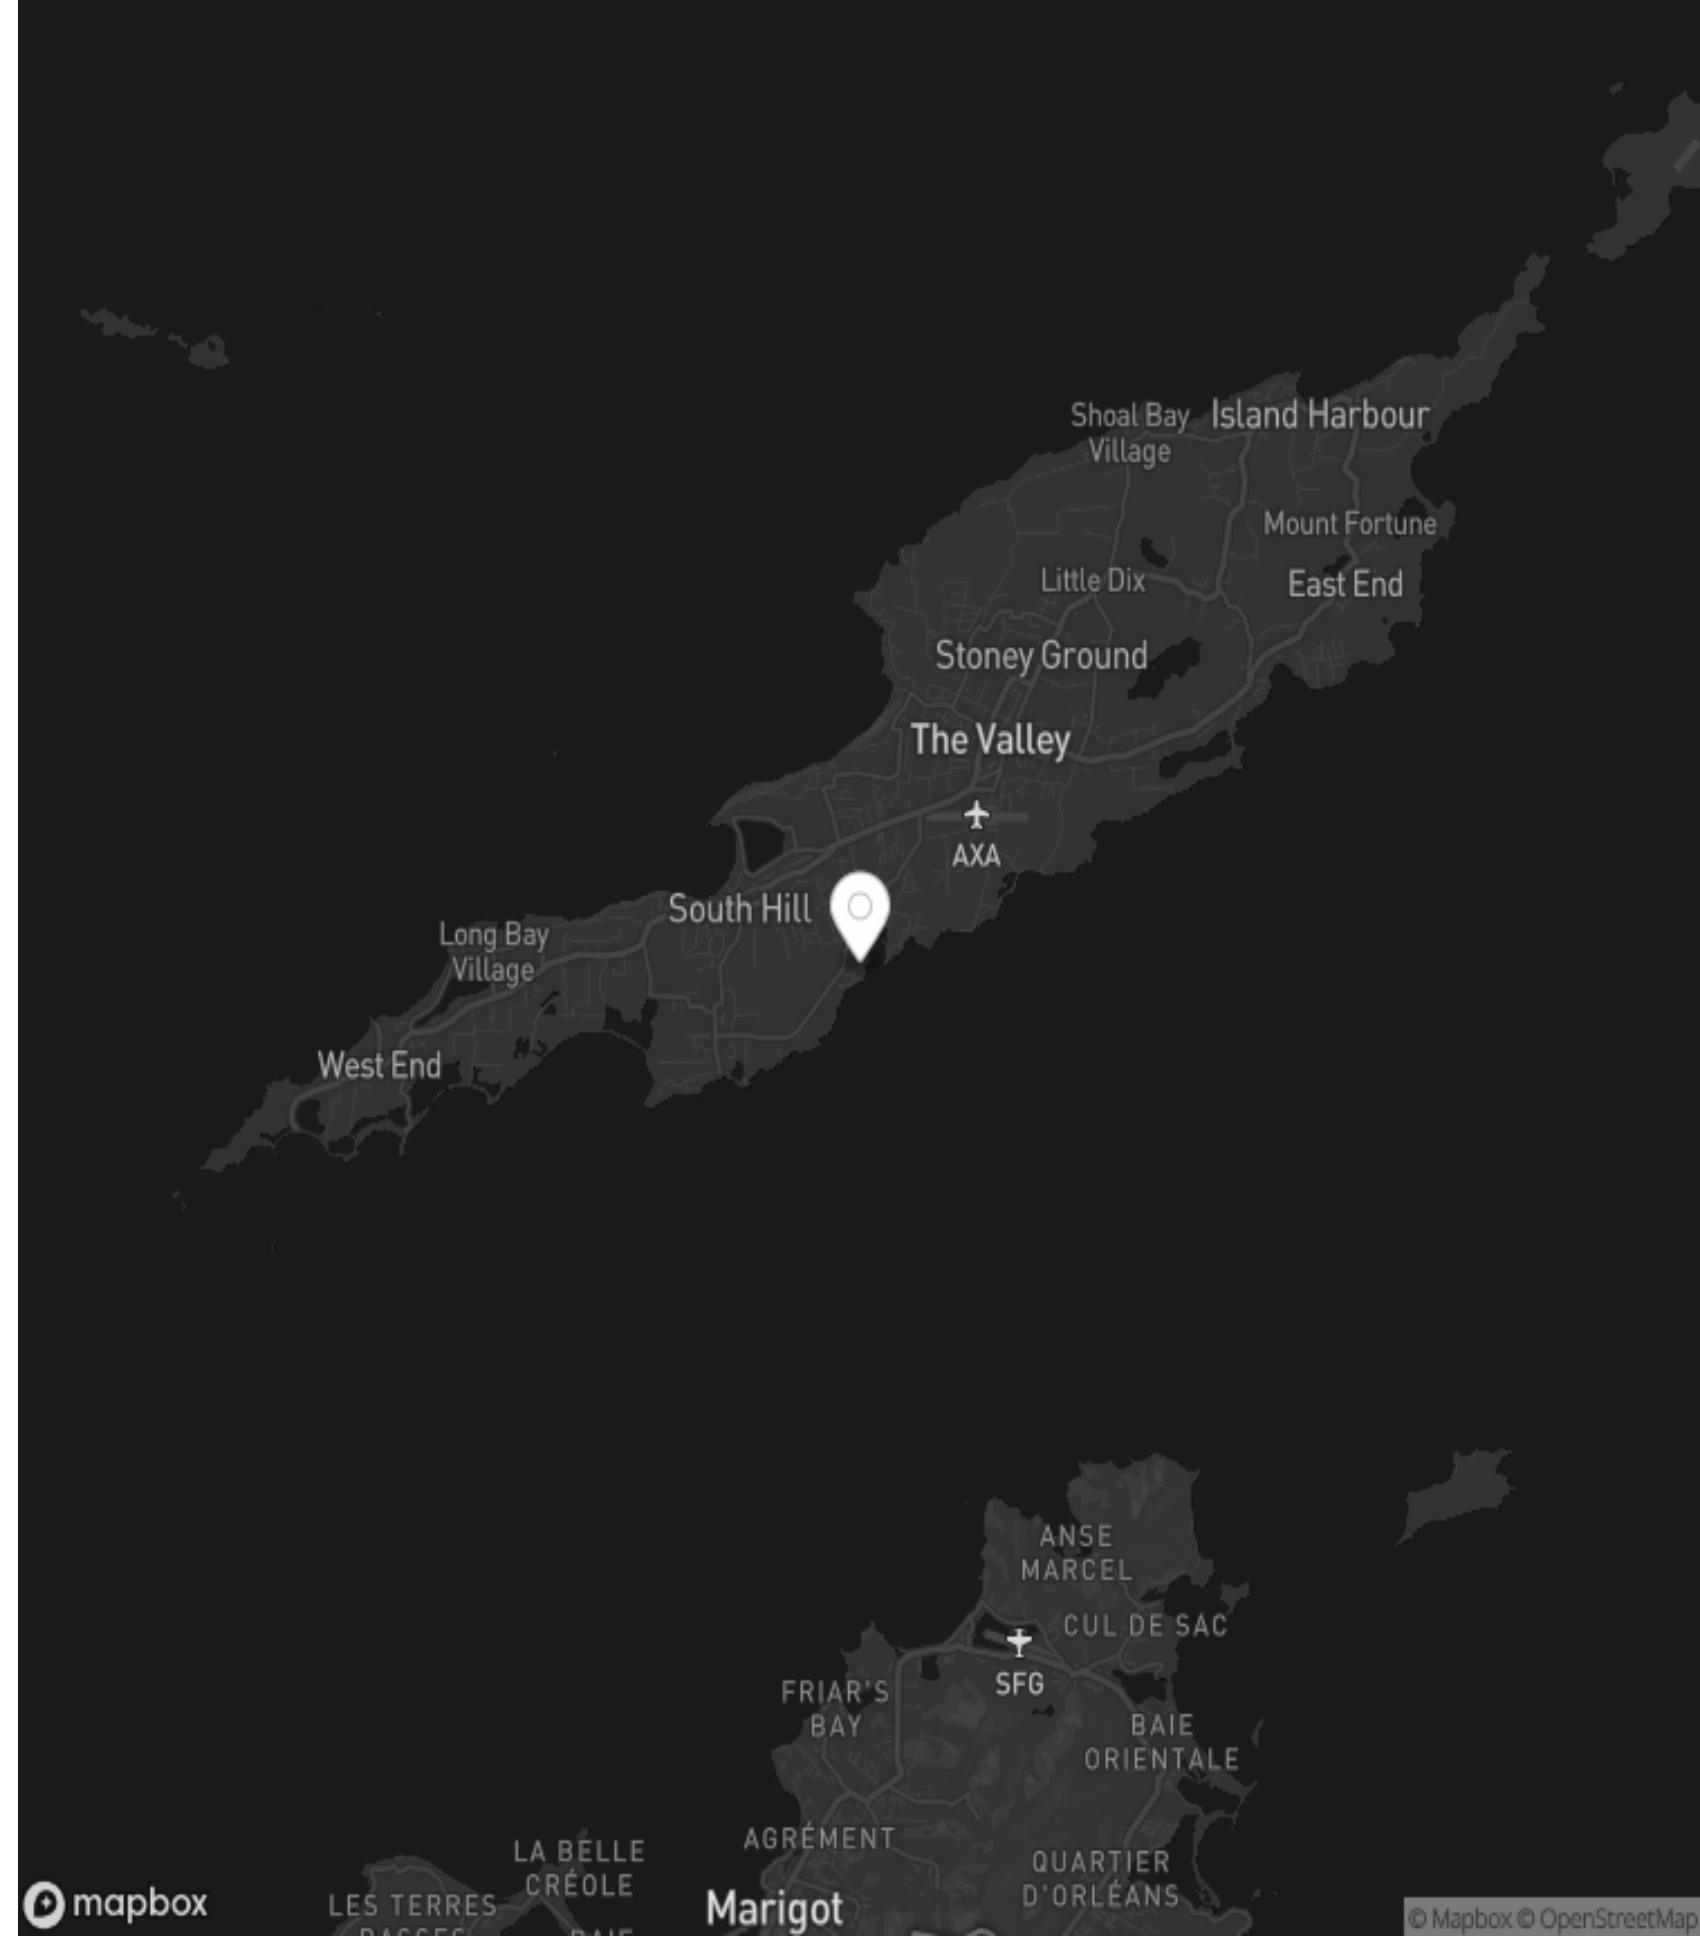 Shoal Bay
Village
Island Harbour
Mount Fortune
Little Dix
East End
Stoney Ground
The Valley
AXA
South Hill
Long Bay
Village
West End
ANSE
MARCEL
CUL DE SAC
SFG
FRIAR'S
BAY
BAIE
ORIENTALE
AGRÉMENT
LA BELLE
CRÉOLE
QUARTIER
D'ORLÉANS
LES TERRES
BASSES
BAIE
Marigot
mapbox
© Mapbox © OpenStreetMap